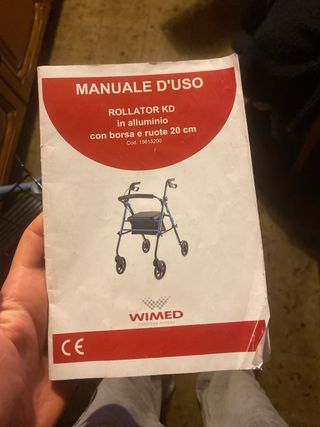 MANUALE D'USO
ROLLATOR KD
in alluminio
con borsa e ruote 20 cm
Cod. 15615200
WIMED
CE